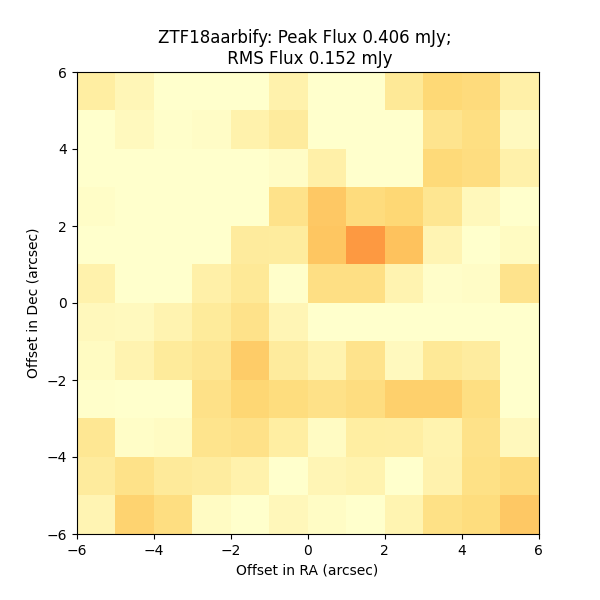 ZTF18aarbify: Peak Flux 0.406 mJy;
RMS Flux 0.152 mJy
6
4
2
0
−2
−4
−6
Offset in Dec (arcsec)
−6 −4 −2 0 2 4 6
Offset in RA (arcsec)